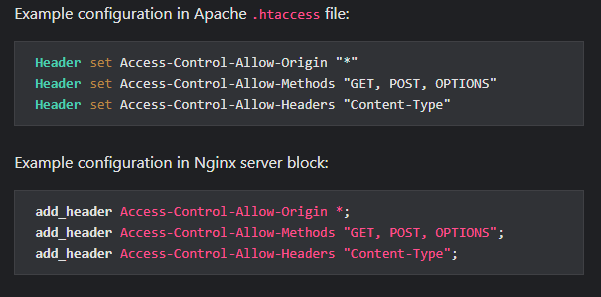 Example configuration in Apache .htaccess file:
Header set Access-Control-Allow-Origin "*"
Header set Access-Control-Allow-Methods "GET, POST, OPTIONS"
Header set Access-Control-Allow-Headers "Content-Type"
Example configuration in Nginx server block:
add_header Access-Control-Allow-Origin *;
add_header Access-Control-Allow-Methods "GET, POST, OPTIONS";
add_header Access-Control-Allow-Headers "Content-Type";